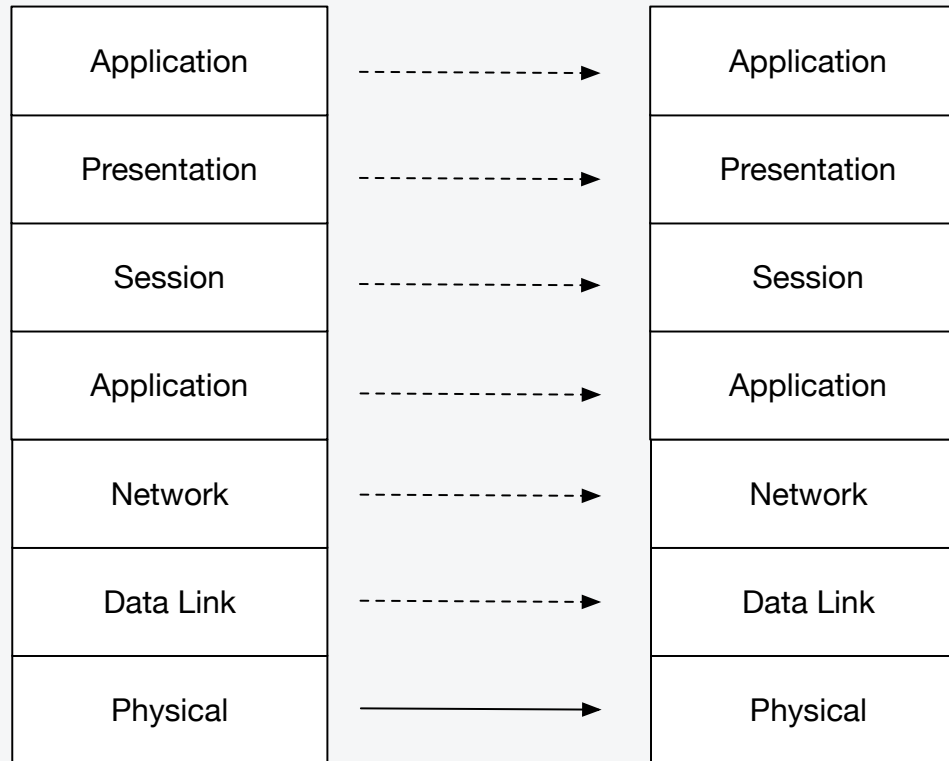 Application
Application
Presentation
Presentation
Session
Session
Application
Application
Network
Network
Data Link
Data Link
Physical
Physical